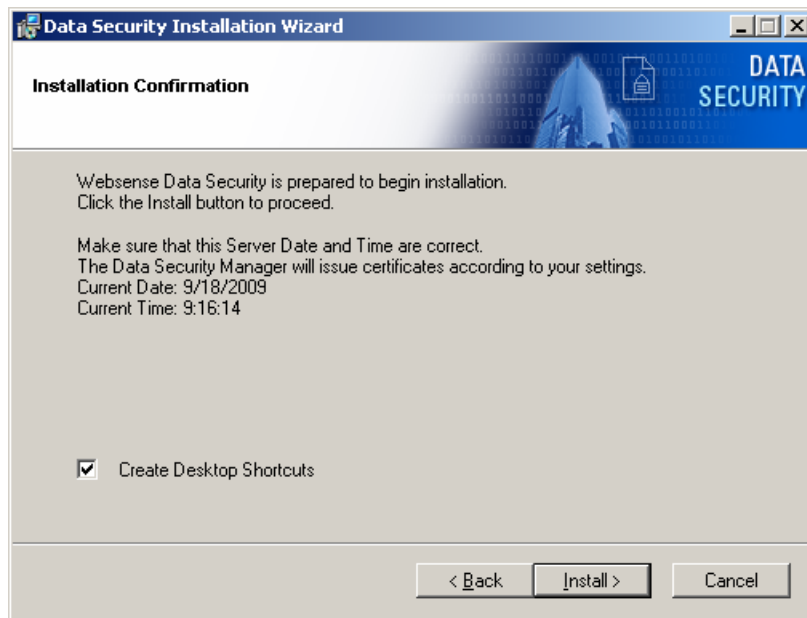 Data Security Installation Wizard
Installation Confirmation
DATA
SECURITY
Websense Data Security is prepared to begin installation.
Click the Install button to proceed.
Make sure that this Server Date and Time are correct.
The Data Security Manager will issue certificates according to your settings.
Current Date: 9/18/2009
Current Time: 9:16:14
Create Desktop Shortcuts
< Back
Install >
Cancel